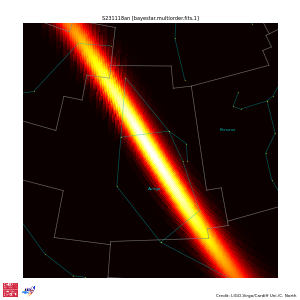 S231118an [bayestar.multiorder.fits,1]
Perseus
Auriga
Credit: LIGO-Virgo/Cardiff Uni./C. North